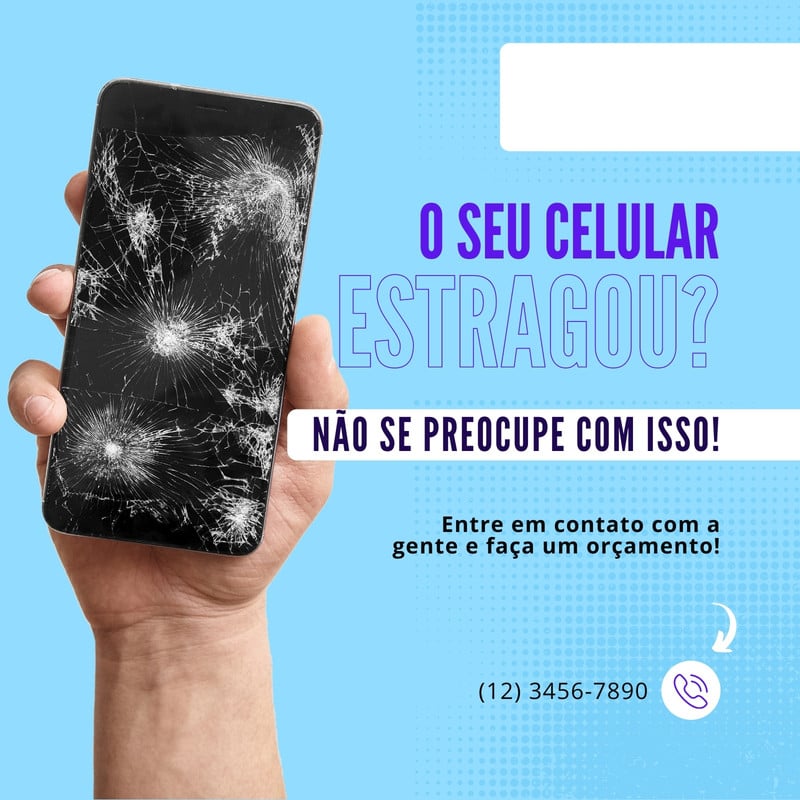 O SEU CELULAR
ESTRAGOU?
NÃO SE PREOCUPE COM ISSO!
Entre em contato com a
gente e faça um orçamento!
(12) 3456-7890